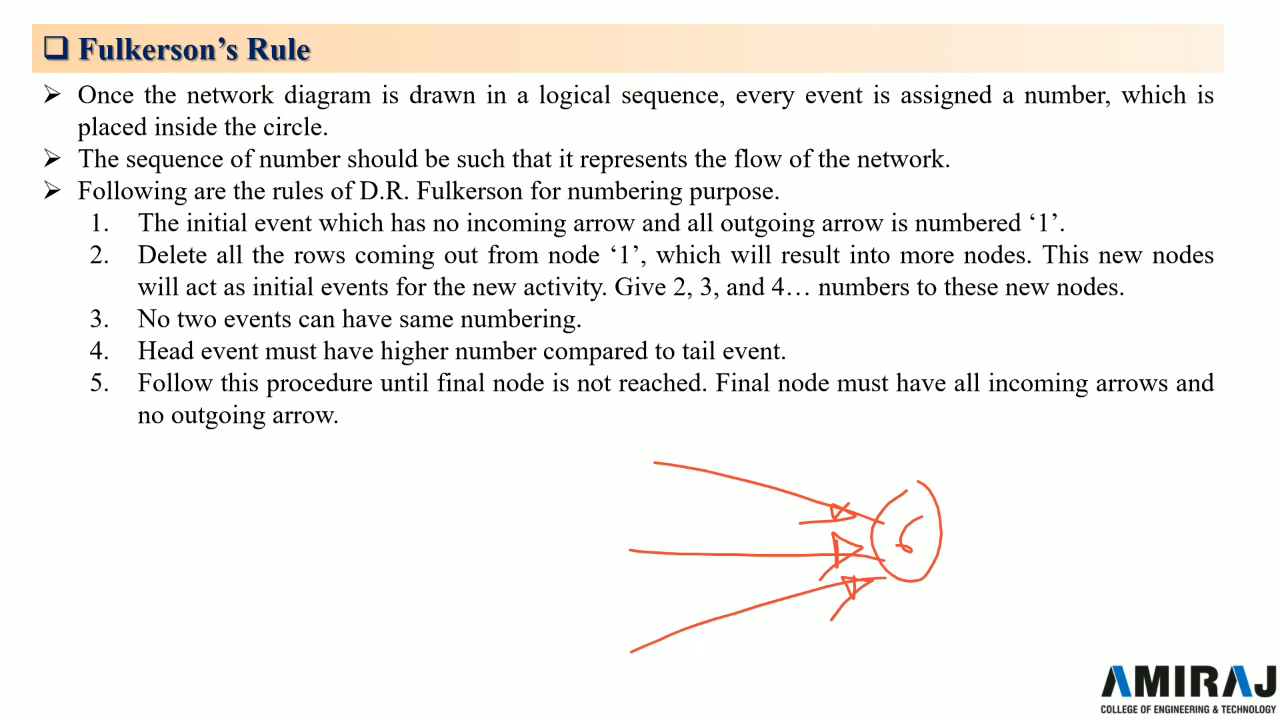 ❑ Fulkerson's Rule
➢ Once the network diagram is drawn in a logical sequence, every event is assigned a number, which is
placed inside the circle.
➢ The sequence of number should be such that it represents the flow of the network.
➢ Following are the rules of D.R. Fulkerson for numbering purpose.
1. The initial event which has no incoming arrow and all outgoing arrow is numbered ‘1’.
2. Delete all the rows coming out from node ‘1’, which will result into more nodes. This new nodes
will act as initial events for the new activity. Give 2, 3, and 4… numbers to these new nodes.
3. No two events can have same numbering.
4. Head event must have higher number compared to tail event.
5. Follow this procedure until final node is not reached. Final node must have all incoming arrows and
no outgoing arrow.
6
AMIRAJ
COLLEGE OF ENGINEERING & TECHNOLOGY